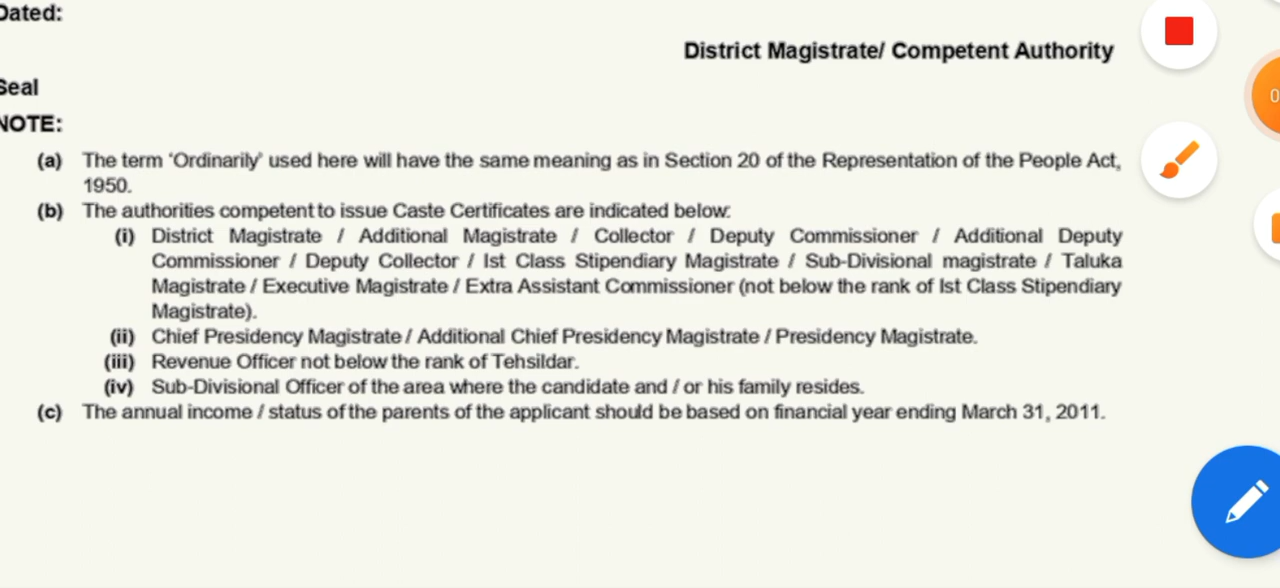 Dated:
District Magistrate/ Competent Authority
Seal
NOTE:
(a) The term 'Ordinarily' used here will have the same meaning as in Section 20 of the Representation of the People Act,
1950.
(b) The authorities competent to issue Caste Certificates are indicated below:
(i) District Magistrate / Additional Magistrate / Collector / Deputy Commissioner / Additional Deputy
Commissioner / Deputy Collector / Ist Class Stipendiary Magistrate / Sub-Divisional magistrate / Taluka
Magistrate / Executive Magistrate / Extra Assistant Commissioner (not below the rank of Ist Class Stipendiary
Magistrate).
(ii) Chief Presidency Magistrate / Additional Chief Presidency Magistrate / Presidency Magistrate.
(iii) Revenue Officer not below the rank of Tehsildar.
(iv) Sub-Divisional Officer of the area where the candidate and / or his family resides.
(c) The annual income / status of the parents of the applicant should be based on financial year ending March 31, 2011.